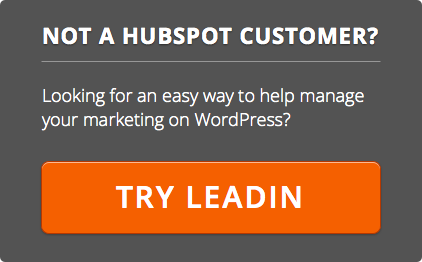 NOT A HUBSPOT CUSTOMER?
Looking for an easy way to help manage
your marketing on WordPress?
TRY LEADIN